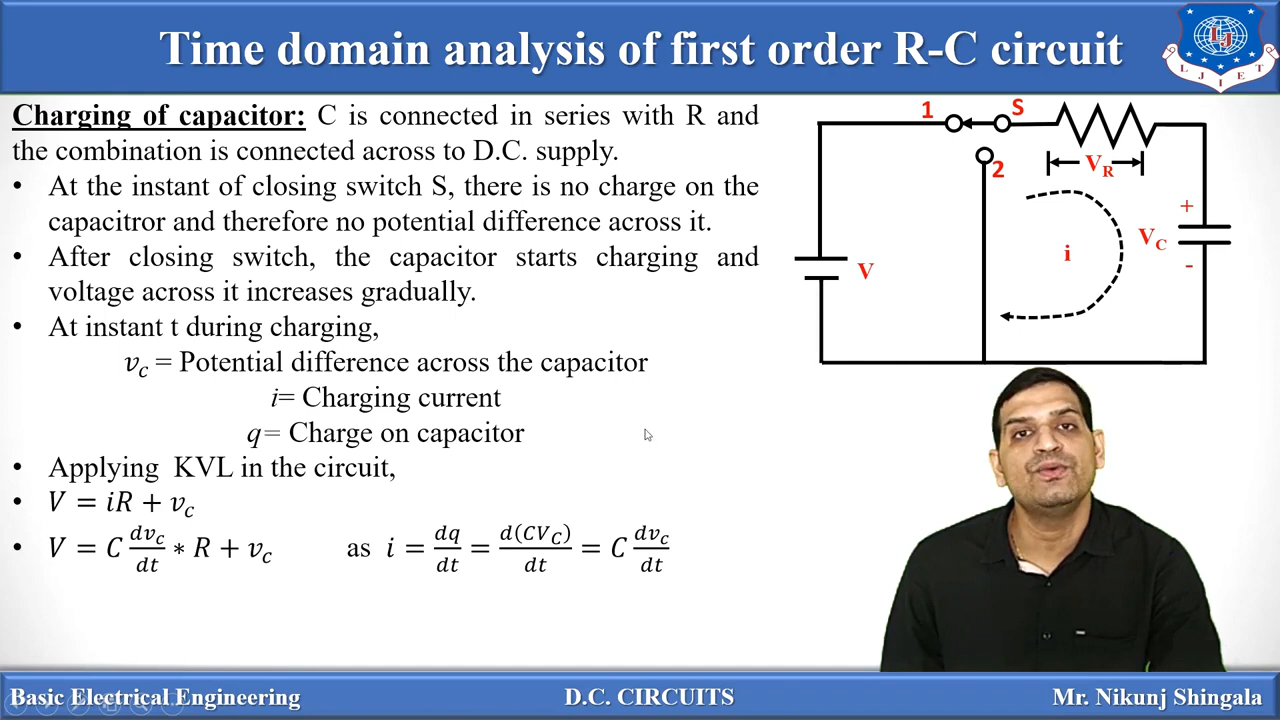 Time domain analysis of first order R-C circuit
L J I E T
LJ
Charging of capacitor: C is connected in series with R and
the combination is connected across to D.C. supply.
• At the instant of closing switch S, there is no charge on the
capacitror and therefore no potential difference across it.
• After closing switch, the capacitor starts charging and
voltage across it increases gradually.
• At instant t during charging,
v_c = Potential difference across the capacitor
i= Charging current
q= Charge on capacitor
• Applying KVL in the circuit,
• V = iR + v_c
• V = C dv_c/dt * R + v_c as i = dq/dt = d(CV_C)/dt = C dv_c/dt
1 S
2
V_R
+
V_C
i
-
V
Basic Electrical Engineering D.C. CIRCUITS Mr. Nikunj Shingala